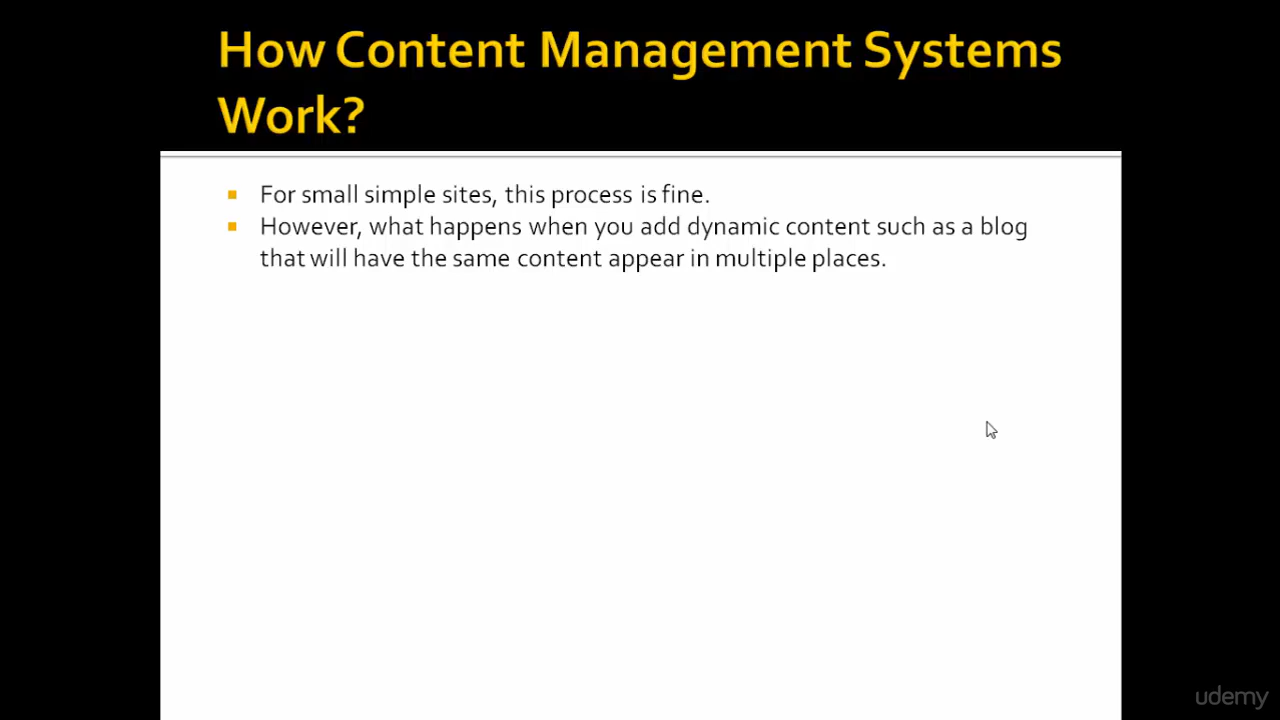 How Content Management Systems
Work?
For small simple sites, this process is fine.
However, what happens when you add dynamic content such as a blog
that will have the same content appear in multiple places.
udemy